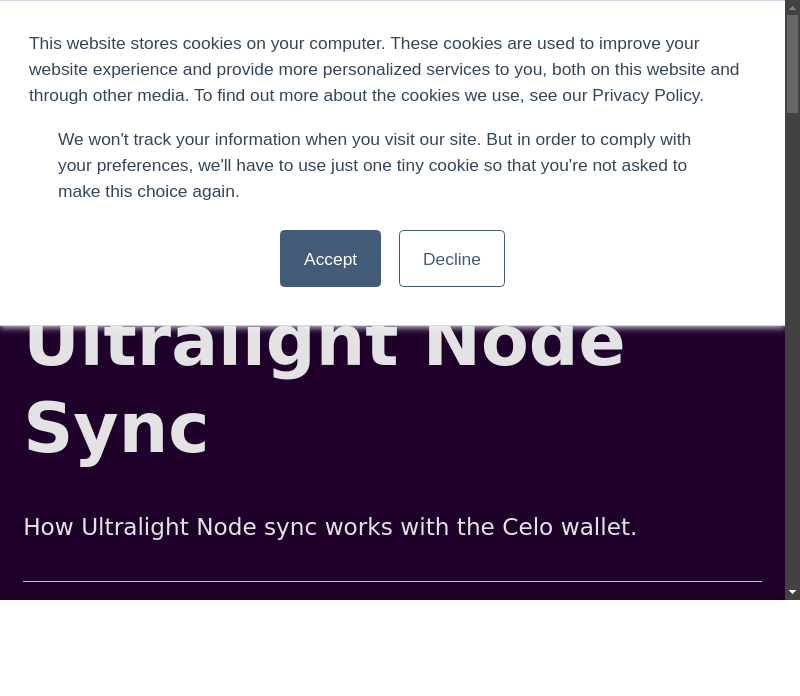 This website stores cookies on your computer. These cookies are used to improve your
website experience and provide more personalized services to you, both on this website and
through other media. To find out more about the cookies we use, see our Privacy Policy.
We won't track your information when you visit our site. But in order to comply with
your preferences, we'll have to use just one tiny cookie so that you're not asked to
make this choice again.
Accept Decline
Ultralight Node
Sync
How Ultralight Node sync works with the Celo wallet.